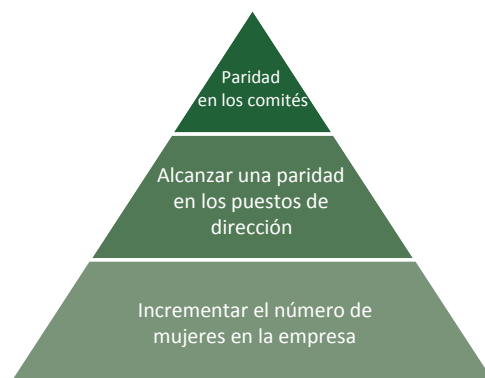 Paridad
en los comités
Alcanzar una paridad
en los puestos de
dirección
Incrementar el número de
mujeres en la empresa